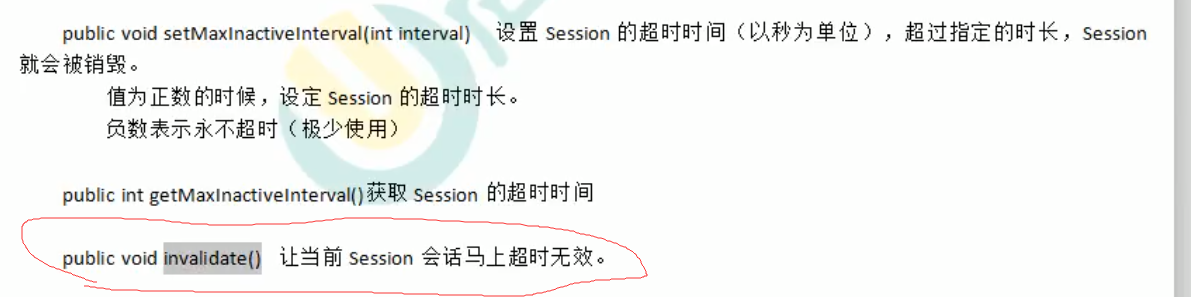 public void setMaxInactiveInterval(int interval) 设置 Session 的超时时间（以秒为单位），超过指定的时长，Session
就会被销毁。
值为正数的时候，设定 Session 的超时时长。
负数表示永不超时（极少使用）
public int getMaxInactiveInterval()获取 Session 的超时时间
public void invalidate() 让当前 Session 会话马上超时无效。